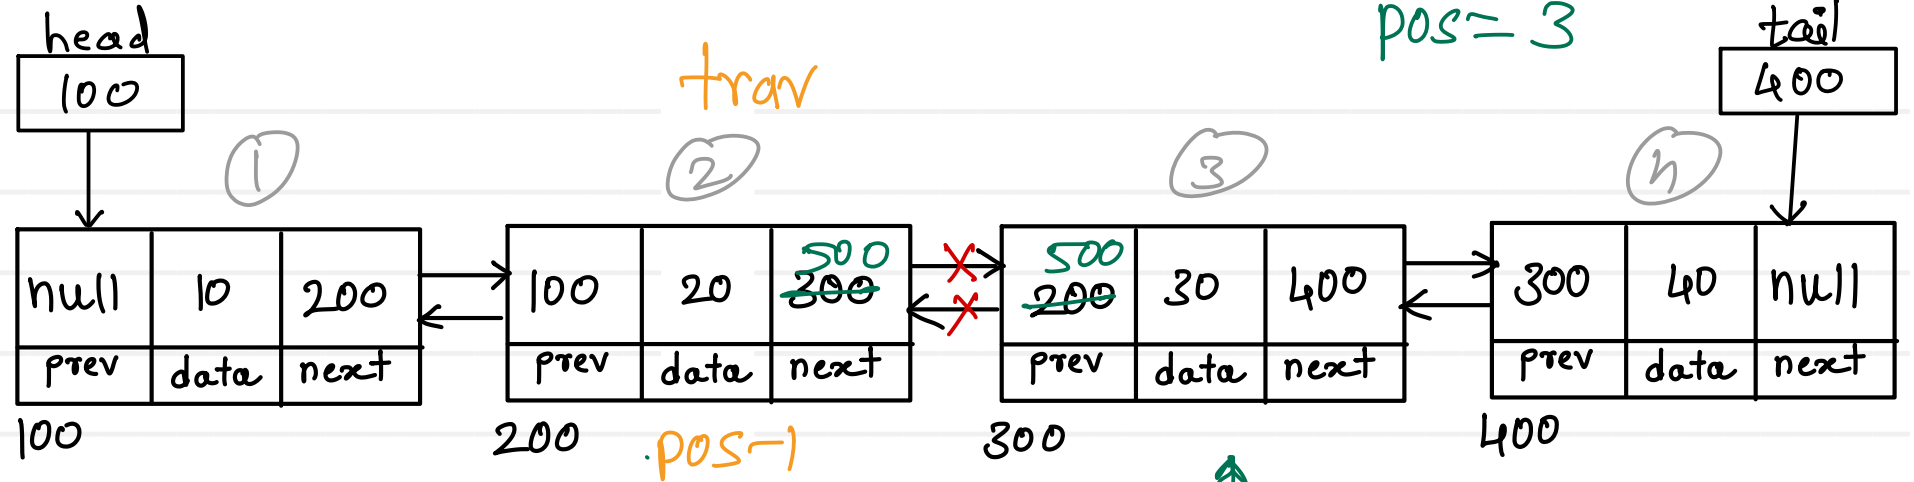 head
pos = 3
tail
100
trav
400
1
2
3
4
500
500
null 10 200
100 20 300
200 30 400
300 40 null
prev data next
prev data next
prev data next
prev data next
100
200
pos-1
300
400